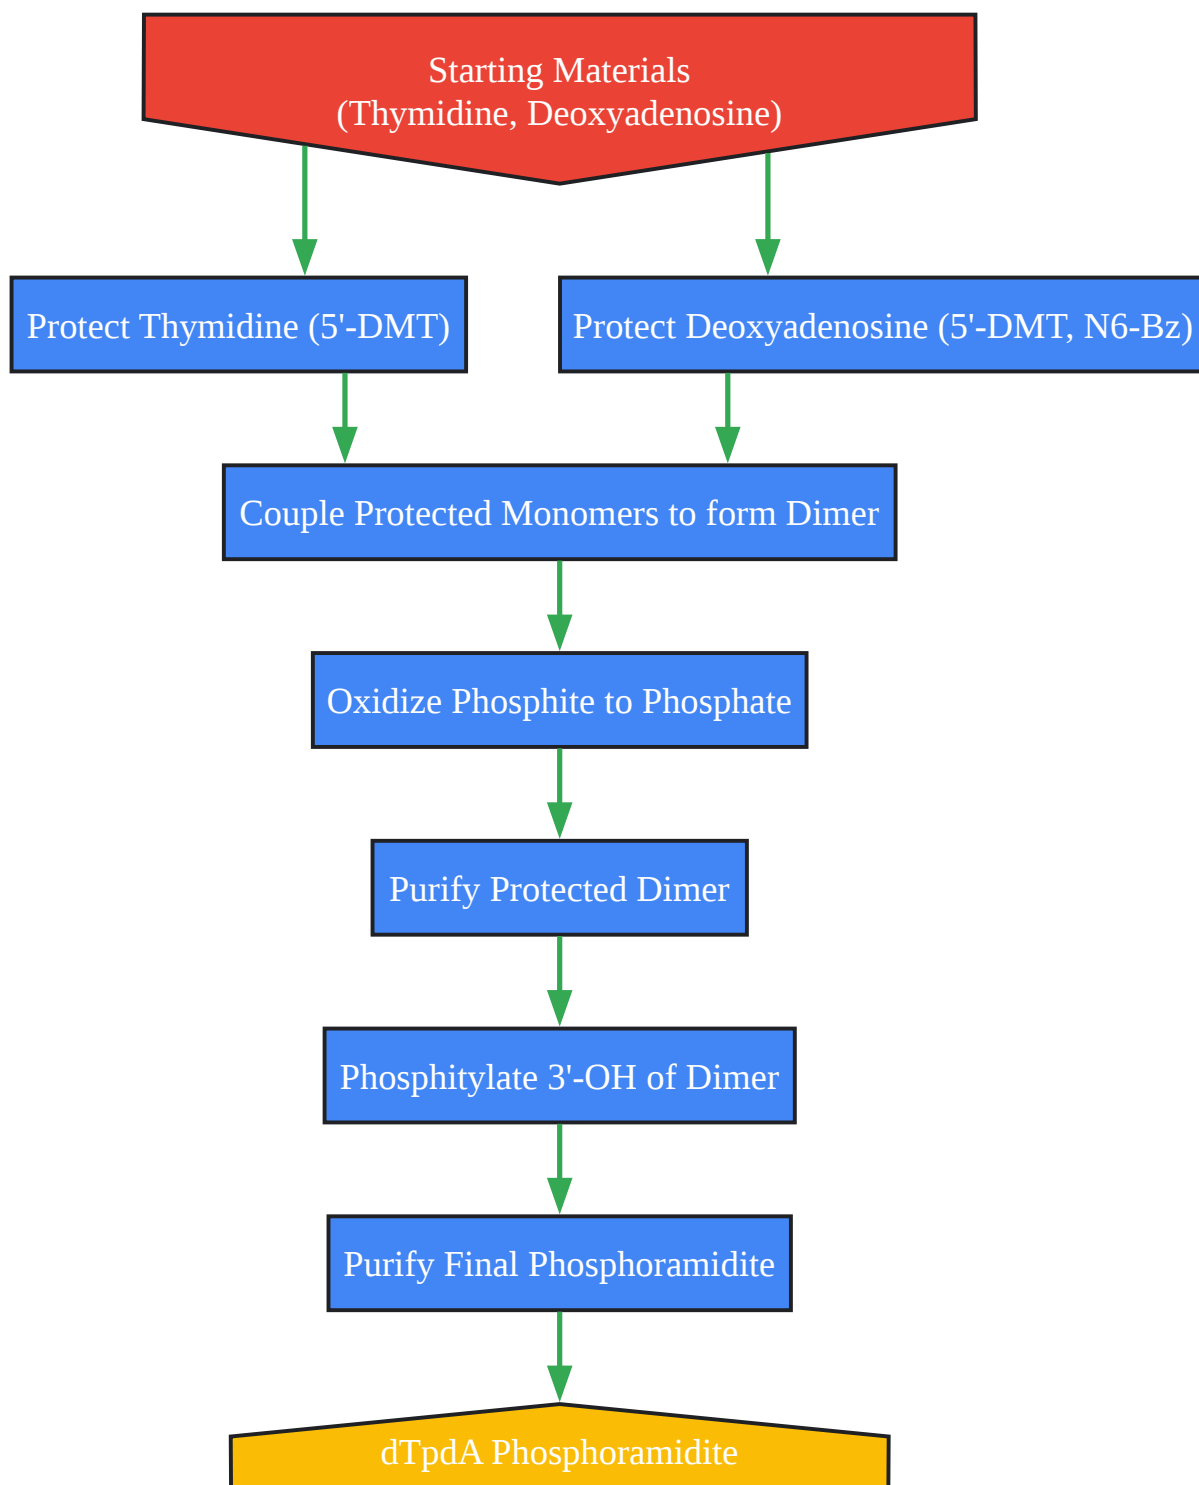 Starting Materials
(Thymidine, Deoxyadenosine)
Protect Thymidine (5'-DMT)
Protect Deoxyadenosine (5'-DMT, N6-Bz)
Couple Protected Monomers to form Dimer
Oxidize Phosphite to Phosphate
Purify Protected Dimer
Phosphitylate 3'-OH of Dimer
Purify Final Phosphoramidite
dTpdA Phosphoramidite